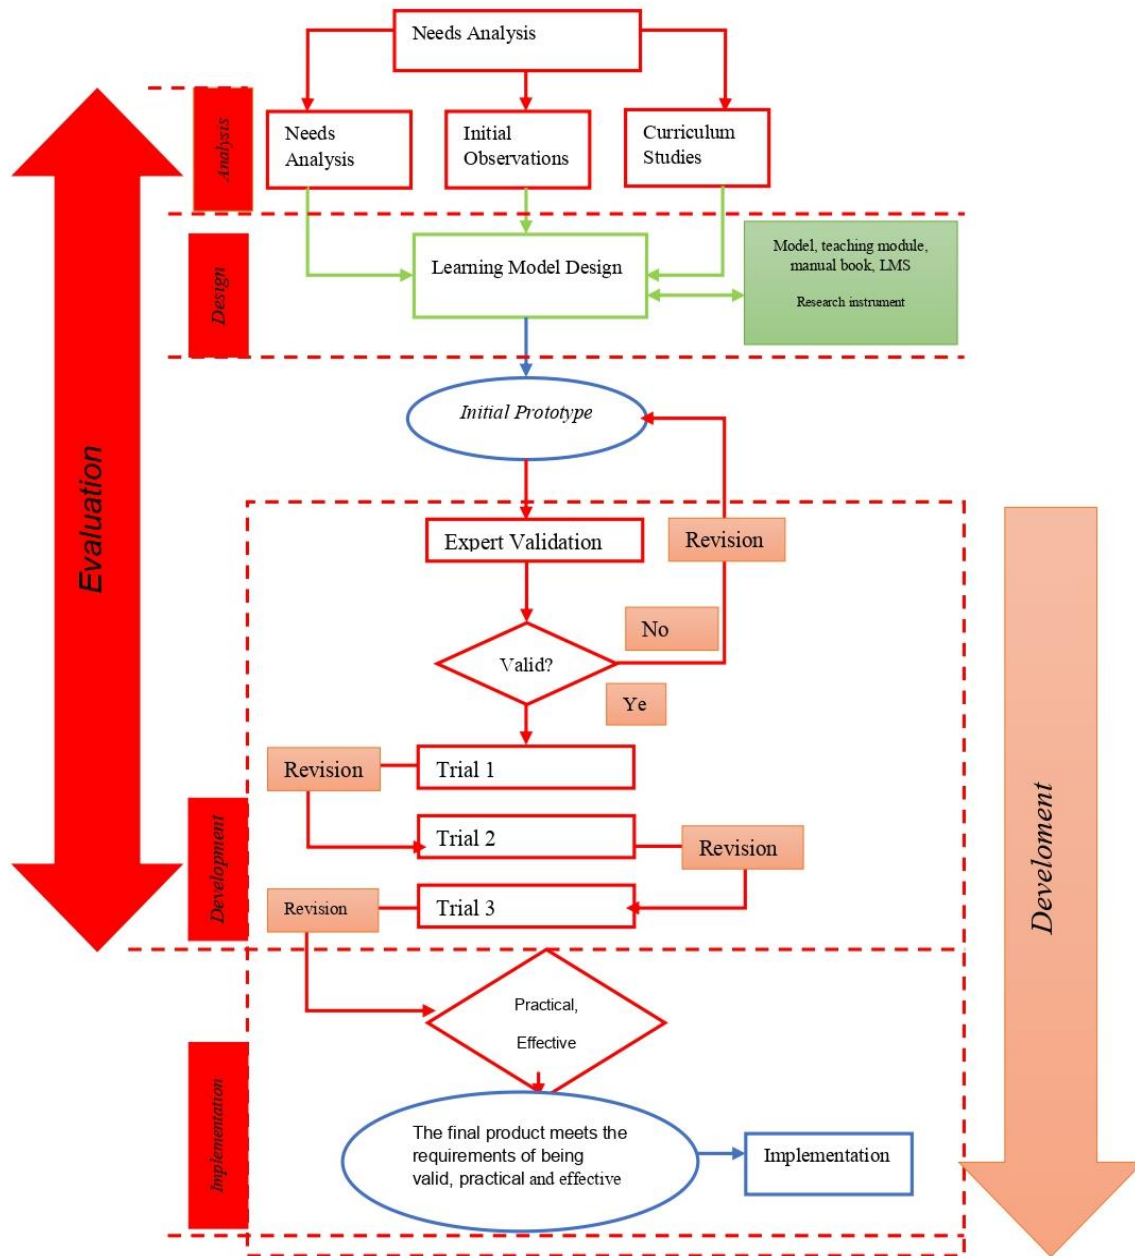 Needs Analysis
Needs
Analysis
Initial
Observations
Curriculum
Studies
Analysis
Learning Model Design
Model, teaching module,
manual book, LMS
Research instrument
Design
Initial Prototype
Evaluation
Expert Validation
Revision
No
Valid?
Ye
Revision
Trial 1
Trial 2
Revision
Revision
Trial 3
Development
Develoment
Practical,
Effective
The final product meets the
requirements of being
valid, practical and effective
Implementation
Implementation